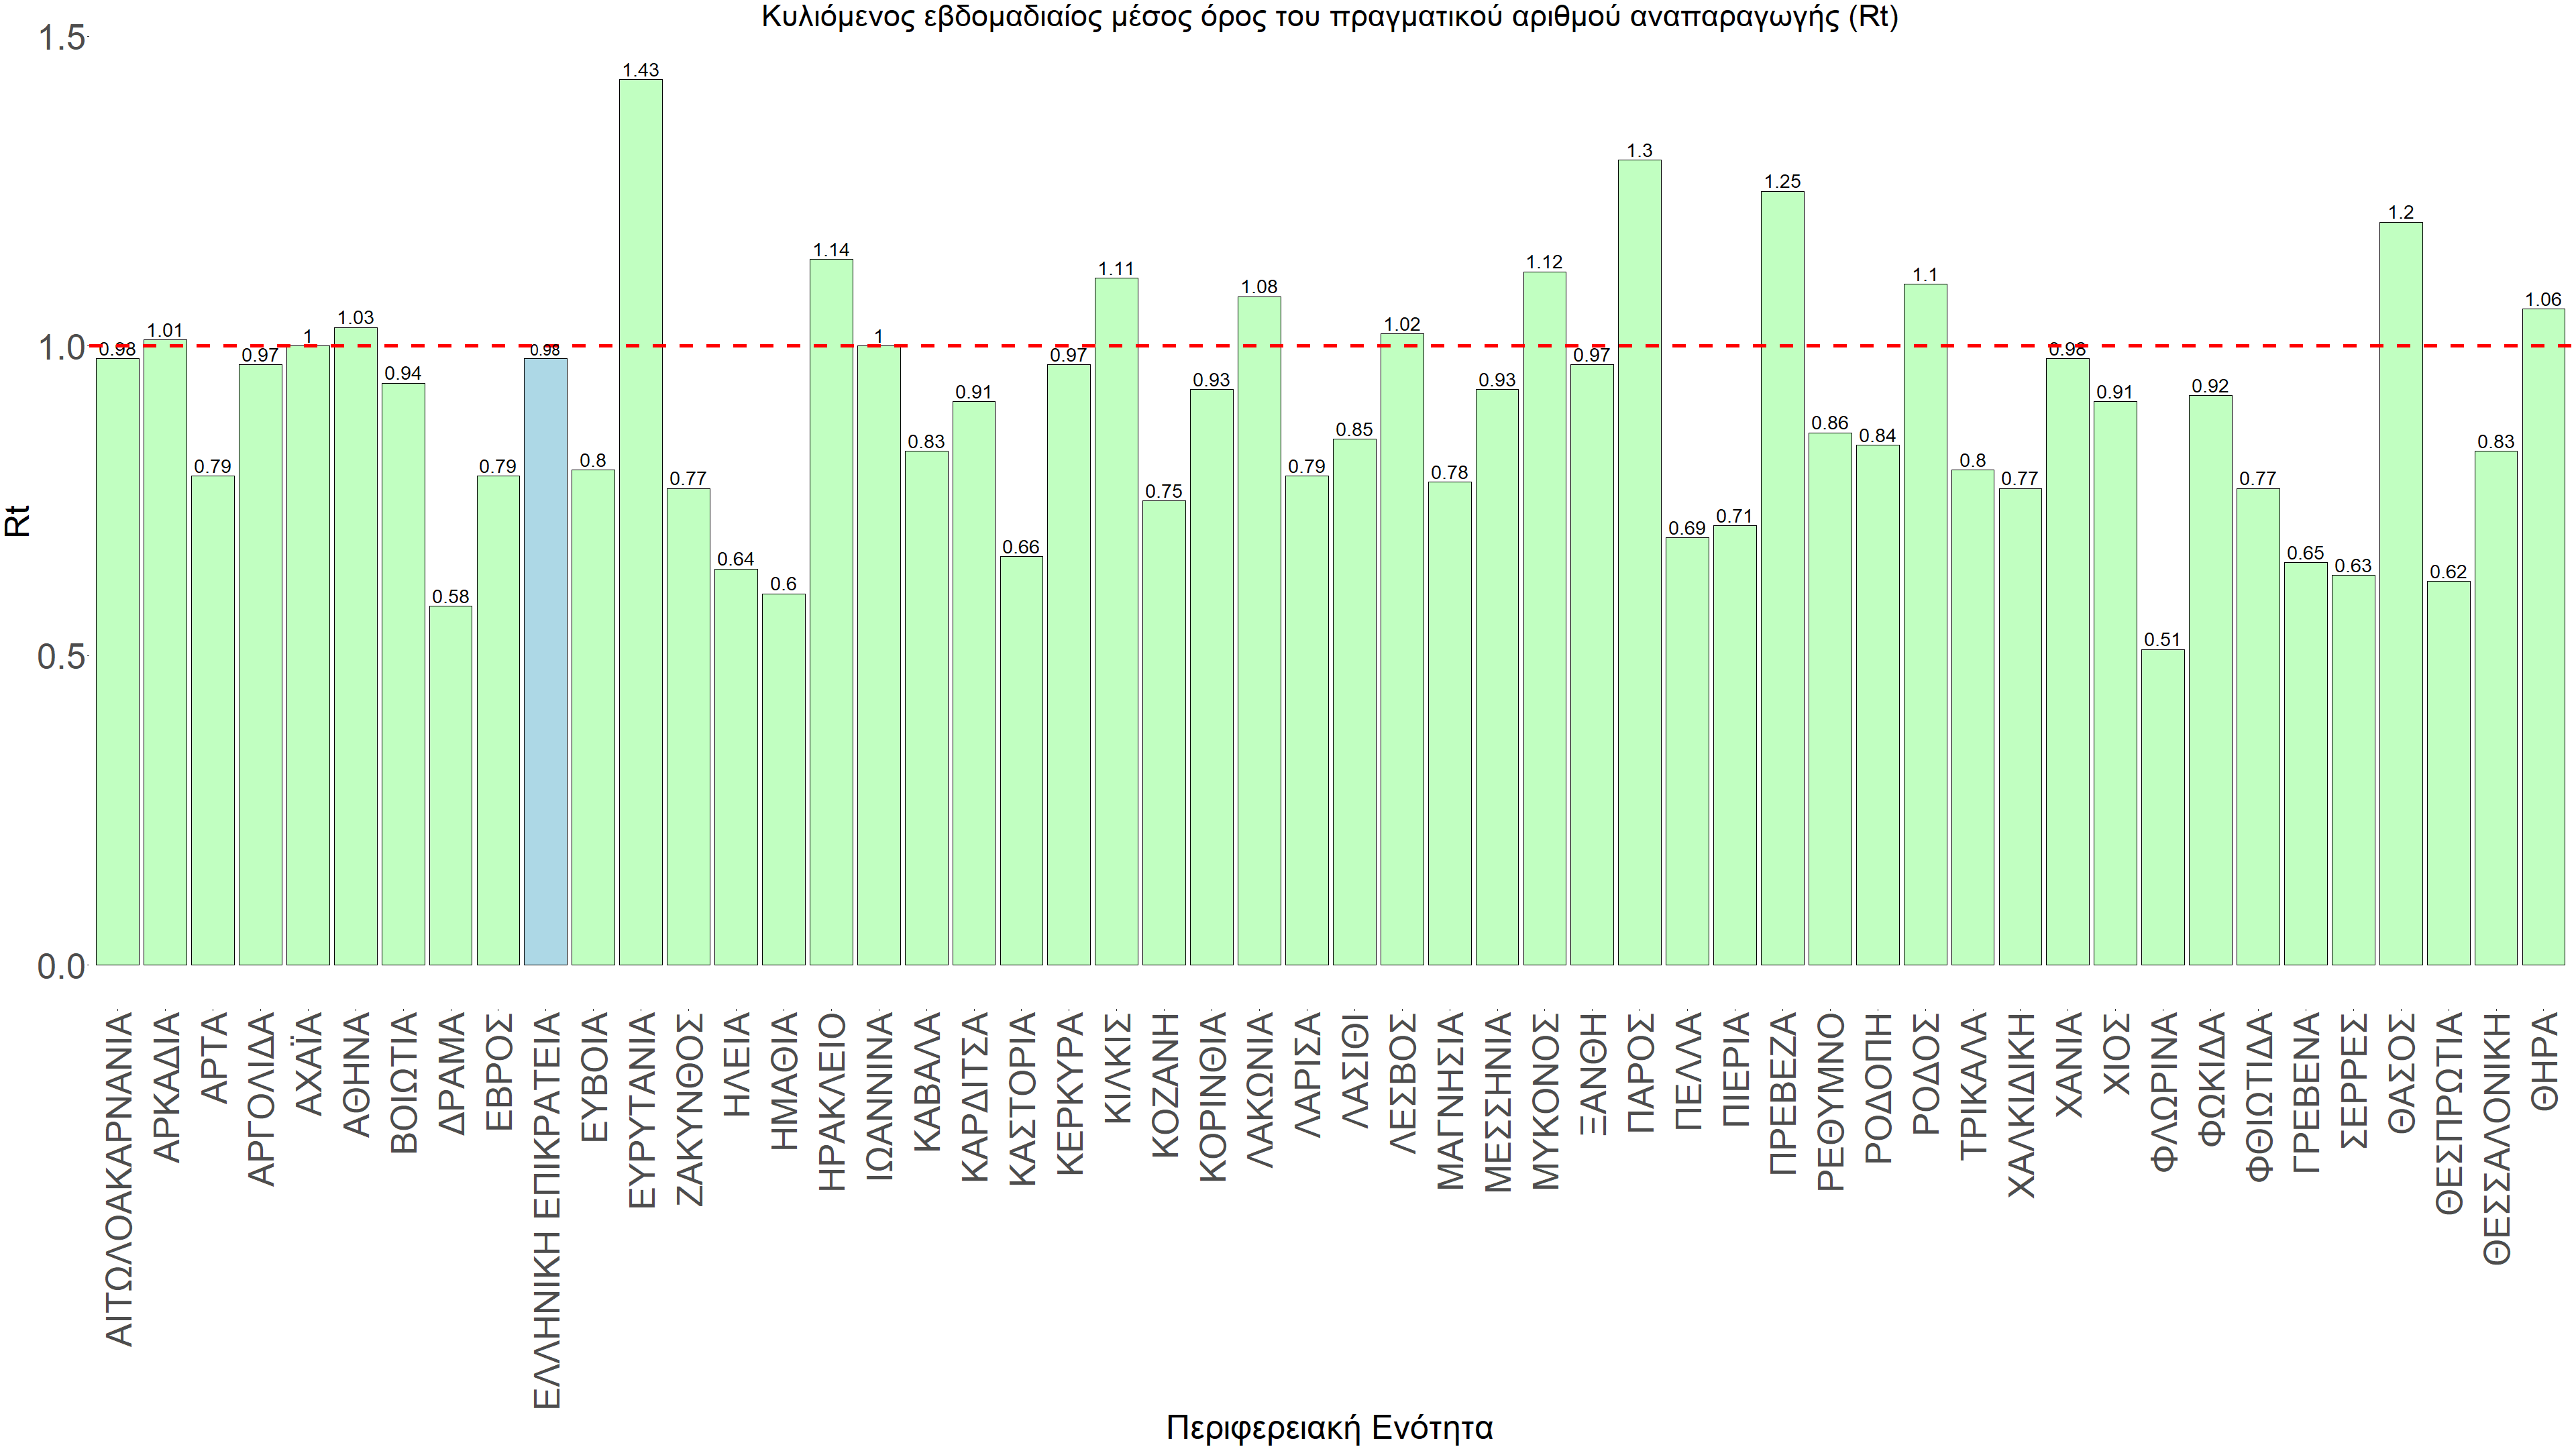 Κυλιόμενος εβδομαδιαίος μέσος όρος του πραγματικού αριθμού αναπαραγωγής (Rt)
1.5
1.0
0.5
0.0
Rt
0.98
1.01
0.79
0.97
1
1.03
0.94
0.58
0.79
0.98
0.8
1.43
0.77
0.64
0.6
1.14
1
0.83
0.91
0.66
0.97
1.11
0.75
0.93
1.08
0.79
0.85
1.02
0.78
0.93
1.12
0.97
1.3
0.69
0.71
1.25
0.86
0.84
1.1
0.8
0.77
0.98
0.91
0.51
0.92
0.77
0.65
0.63
1.2
0.62
0.83
1.06
ΑΙΤΩΛΟΑΚΑΡΝΑΝΙΑ
ΑΡΚΑΔΙΑ
ΑΡΤΑ
ΑΡΓΟΛΙΔΑ
ΑΧΑΪΑ
ΑΘΗΝΑ
ΒΟΙΩΤΙΑ
ΔΡΑΜΑ
ΕΒΡΟΣ
ΕΛΛΗΝΙΚΗ ΕΠΙΚΡΑΤΕΙΑ
ΕΥΒΟΙΑ
ΕΥΡΥΤΑΝΙΑ
ΖΑΚΥΝΘΟΣ
ΗΛΕΙΑ
ΗΜΑΘΙΑ
ΗΡΑΚΛΕΙΟ
ΙΩΑΝΝΙΝΑ
ΚΑΒΑΛΑ
ΚΑΡΔΙΤΣΑ
ΚΑΣΤΟΡΙΑ
ΚΕΡΚΥΡΑ
ΚΙΛΚΙΣ
ΚΟΖΑΝΗ
ΚΟΡΙΝΘΙΑ
ΛΑΚΩΝΙΑ
ΛΑΡΙΣΑ
ΛΑΣΙΘΙ
ΛΕΣΒΟΣ
ΜΑΓΝΗΣΙΑ
ΜΕΣΣΗΝΙΑ
ΜΥΚΟΝΟΣ
ΞΑΝΘΗ
ΠΑΡΟΣ
ΠΕΛΛΑ
ΠΙΕΡΙΑ
ΠΡΕΒΕΖΑ
ΡΕΘΥΜΝΟ
ΡΟΔΟΠΗ
ΡΟΔΟΣ
ΤΡΙΚΑΛΑ
ΧΑΛΚΙΔΙΚΗ
ΧΑΝΙΑ
ΧΙΟΣ
ΦΛΩΡΙΝΑ
ΦΩΚΙΔΑ
ΦΘΙΩΤΙΔΑ
ΓΡΕΒΕΝΑ
ΣΕΡΡΕΣ
ΘΑΣΟΣ
ΘΕΣΠΡΩΤΙΑ
ΘΕΣΣΑΛΟΝΙΚΗ
ΘΗΡΑ
Περιφερειακή Ενότητα